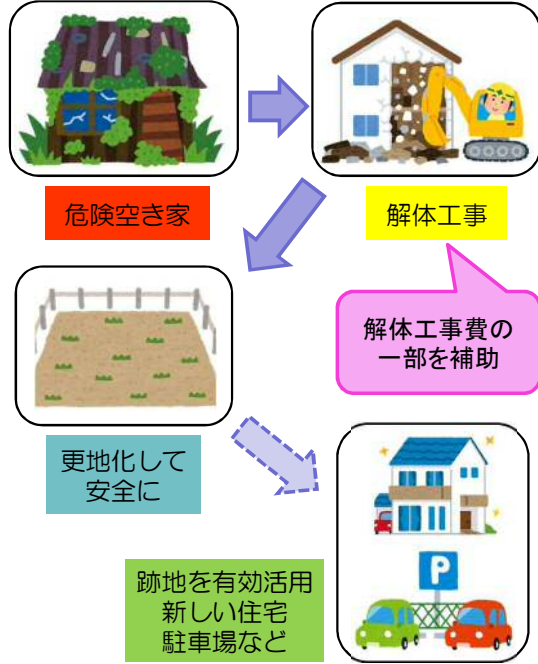 危険空き家
解体工事
解体工事費の
一部を補助
更地化して
安全に
跡地を有効活用
新しい住宅
駐車場など
P